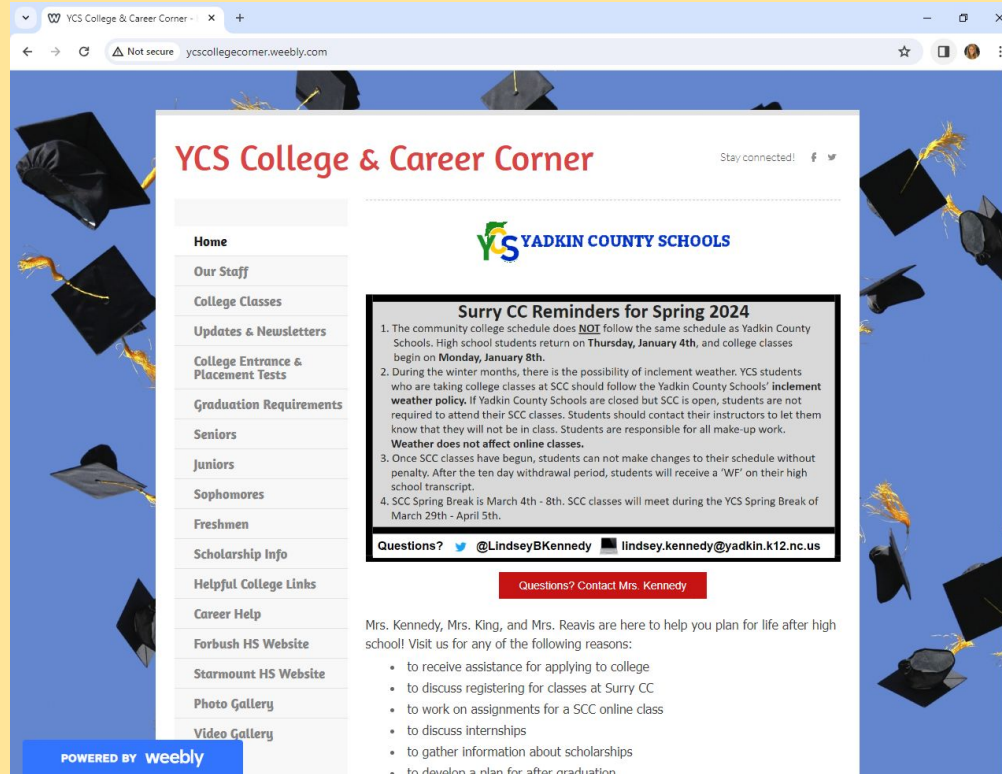 YCS College & Career Corner -
Not secure
ycscollegecorner.weebly.com
YCS College & Career Corner
Stay connected!
Home
Our Staff
College Classes
Updates & Newsletters
College Entrance &
Placement Tests
Graduation Requirements
Seniors
Juniors
Sophomores
Freshmen
Scholarship Info
Helpful College Links
Career Help
Forbush HS Website
Starmount HS Website
Photo Gallery
Video Gallery
POWERED BY weebly
YCS YADKIN COUNTY SCHOOLS
Surry CC Reminders for Spring 2024
1. The community college schedule does NOT follow the same schedule as Yadkin County
Schools. High school students return on Thursday, January 4th, and college classes
begin on Monday, January 8th.
2. During the winter months, there is the possibility of inclement weather. YCS students
who are taking college classes at SCC should follow the Yadkin County Schools' inclement
weather policy. If Yadkin County Schools are closed but SCC is open, students are not
required to attend their SCC classes. Students should contact their instructors to let them
know that they will not be in class. Students are responsible for all make-up work.
Weather does not affect online classes.
3. Once SCC classes have begun, students can not make changes to their schedule without
penalty. After the ten day withdrawal period, students will receive a 'WF' on their high
school transcript.
4. SCC Spring Break is March 4th - 8th. SCC classes will meet during the YCS Spring Break of
March 29th - April 5th.
Questions? @LindseyBKennedy lindsey.kennedy@yadkin.k12.nc.us
Questions? Contact Mrs. Kennedy
Mrs. Kennedy, Mrs. King, and Mrs. Reavis are here to help you plan for life after high
school! Visit us for any of the following reasons:
• to receive assistance for applying to college
• to discuss registering for classes at Surry CC
• to work on assignments for a SCC online class
• to discuss internships
• to gather information about scholarships
• to develop a plan for after graduation